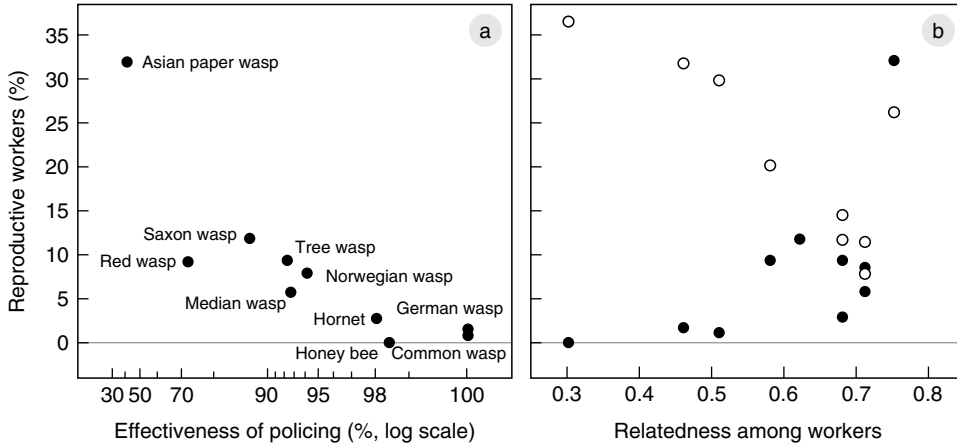 a
b
Reproductive workers (%)
35
30
25
20
15
10
5
0
Asian paper wasp
Saxon wasp
Tree wasp
Red wasp
Norwegian wasp
Median wasp
German wasp
Hornet
Honey bee
Common wasp
30 50 70 90 95 98 100
Effectiveness of policing (%, log scale)
0.3 0.4 0.5 0.6 0.7 0.8
Relatedness among workers